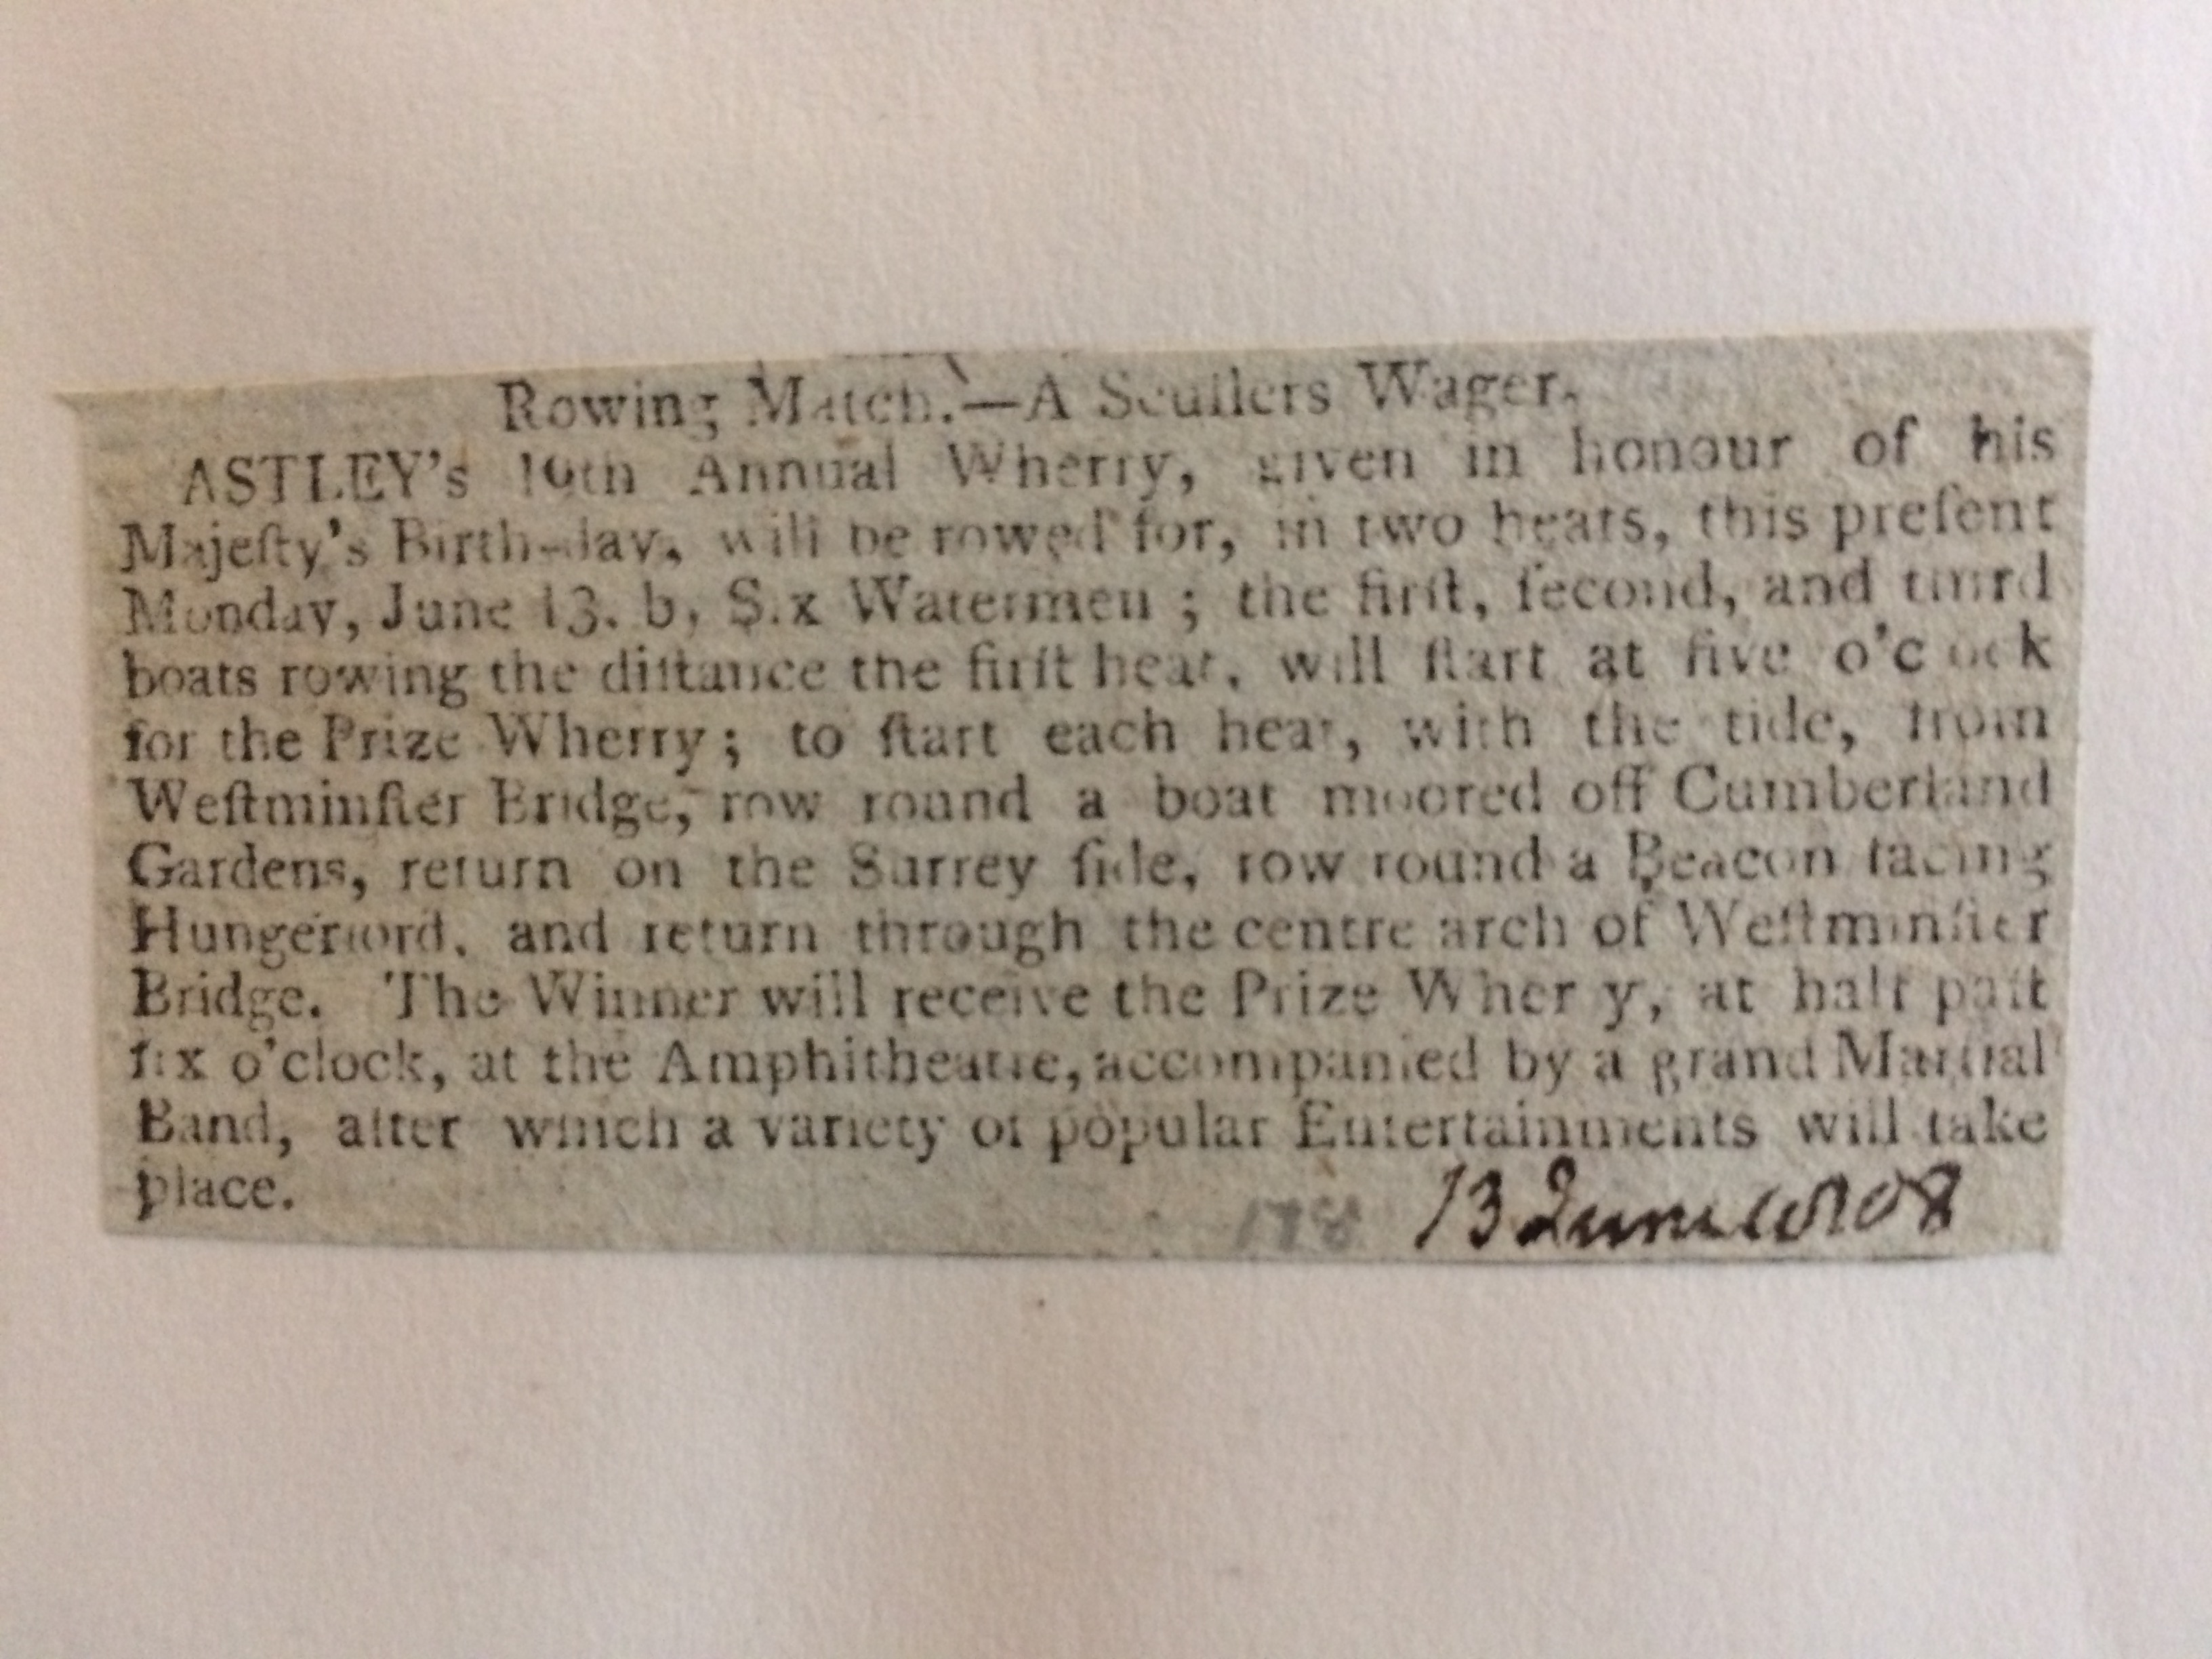 Rowing Match.—A Scullers Wager.
ASTLEY's 19th Annual Wherry, given in honour of his
Majeſty's Birth-day, will be rowed for, in two heats, this preſent
Monday, June 13. by Six Watermen ; the firſt, ſecond, and third
boats rowing the diſtance the firſt heat, will ſtart at five o'clock
for the Prize Wherry ; to ſtart each heat, with the tide, from
Weſtminſter Bridge, row round a boat moored off Cumberland
Gardens, return on the Surrey ſide, row round a Beacon facing
Hungerford, and return through the centre arch of Weſtminſter
Bridge. The Winner will receive the Prize Wherry, at half paſt
ſix o'clock, at the Amphitheatre, accompanied by a grand Martial
Band, after which a variety of popular Entertainments will take
place.
13 June 1808